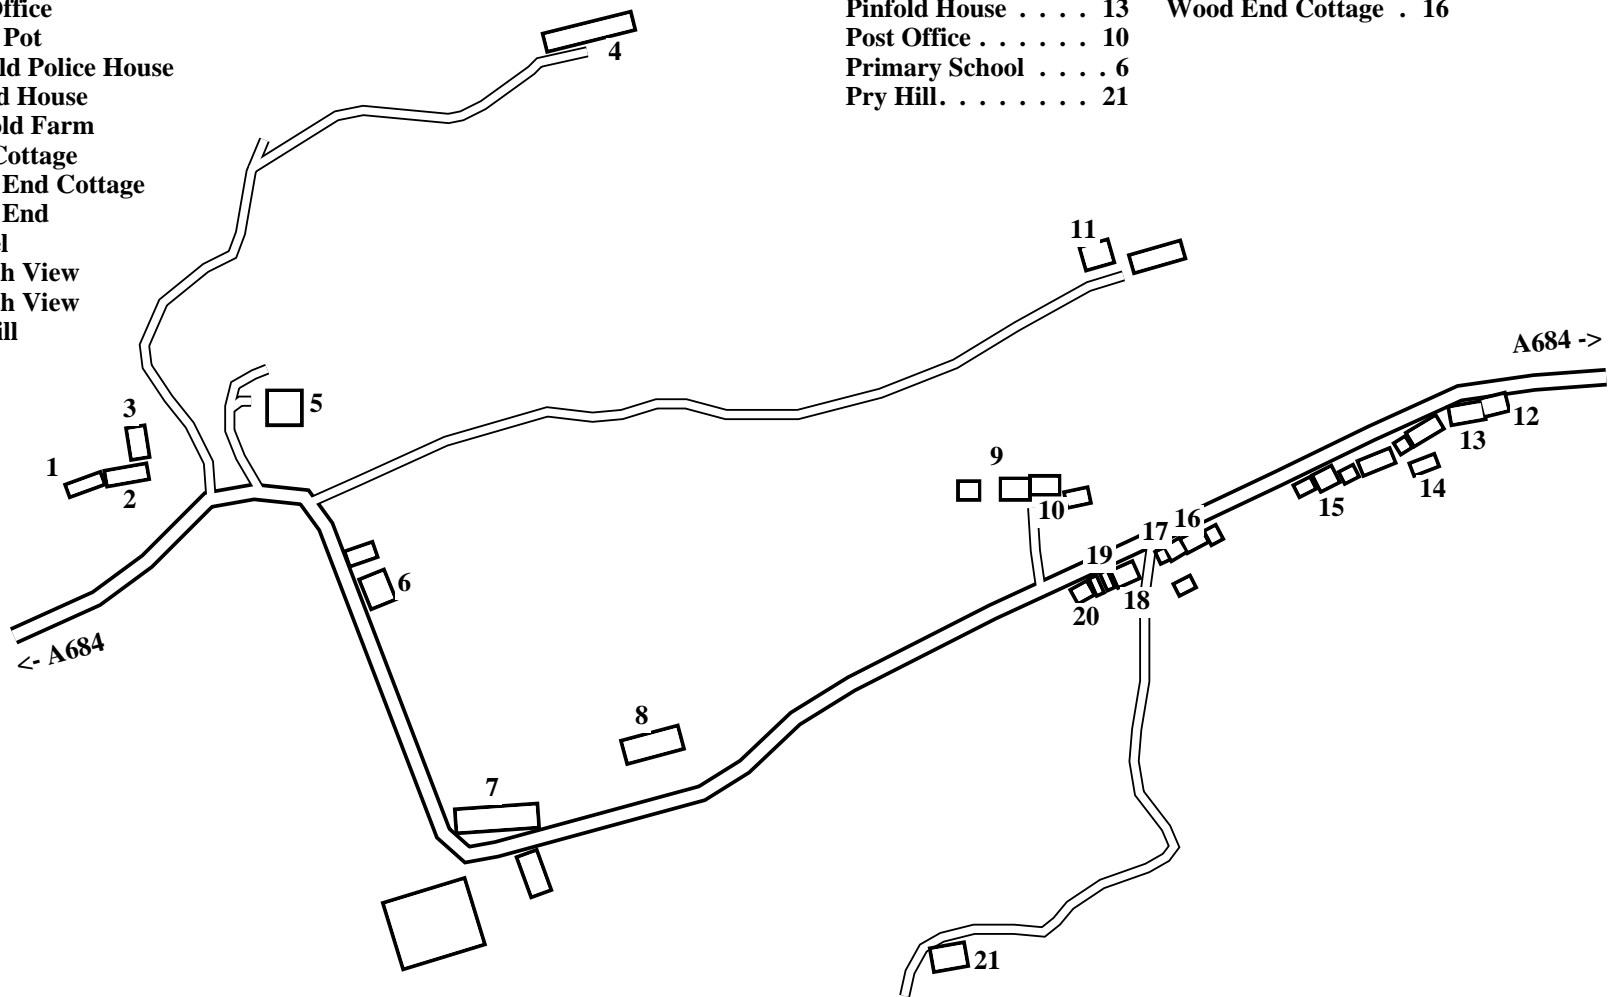 ffice
Pot
ld Police House
d House
old Farm
Cottage
End Cottage
End
el
h View
h View
ill
Pinfold House . . . . 13
Post Office . . . . . . 10
Primary School . . . . 6
Pry Hill . . . . . . . . 21
Wood End Cottage . 16
4
11
A684 ->
3
5
1
2
12
13
9
14
15
10
16
17
19
18
20
6
<- A684
8
7
21